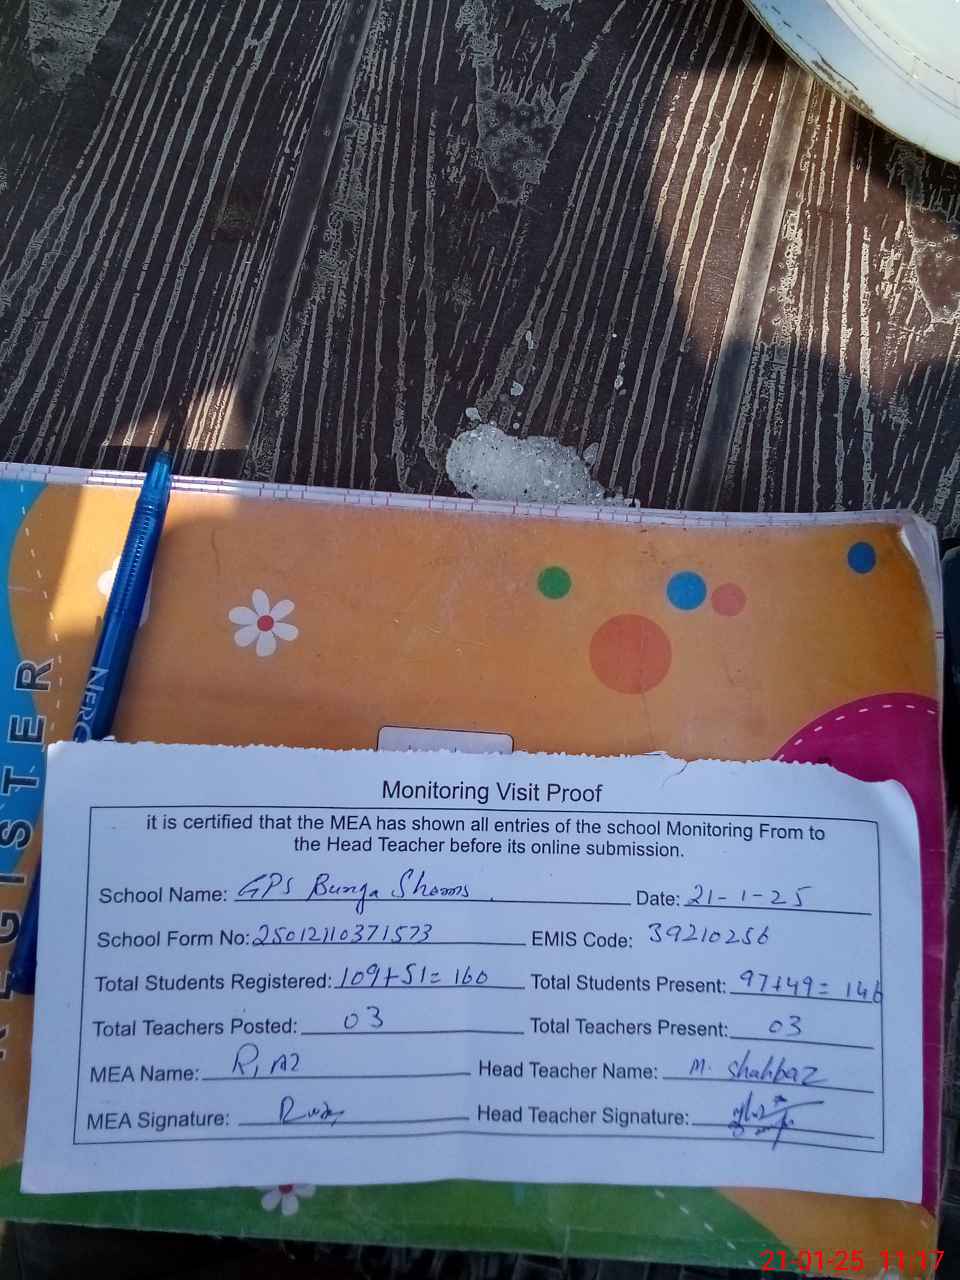 REGISTER
Monitoring Visit Proof
it is certified that the MEA has shown all entries of the school Monitoring From to
the Head Teacher before its online submission.
School Name: GPS Bunga Shams Date: 21-1-25
School Form No: 25012110371573 EMIS Code: 39210256
Total Students Registered: 109+51=160 Total Students Present: 97+49=146
Total Teachers Posted: 03 Total Teachers Present: 03
MEA Name: Riaz Head Teacher Name: M. Shahbaz
MEA Signature: Head Teacher Signature:
21-01-25 11:17